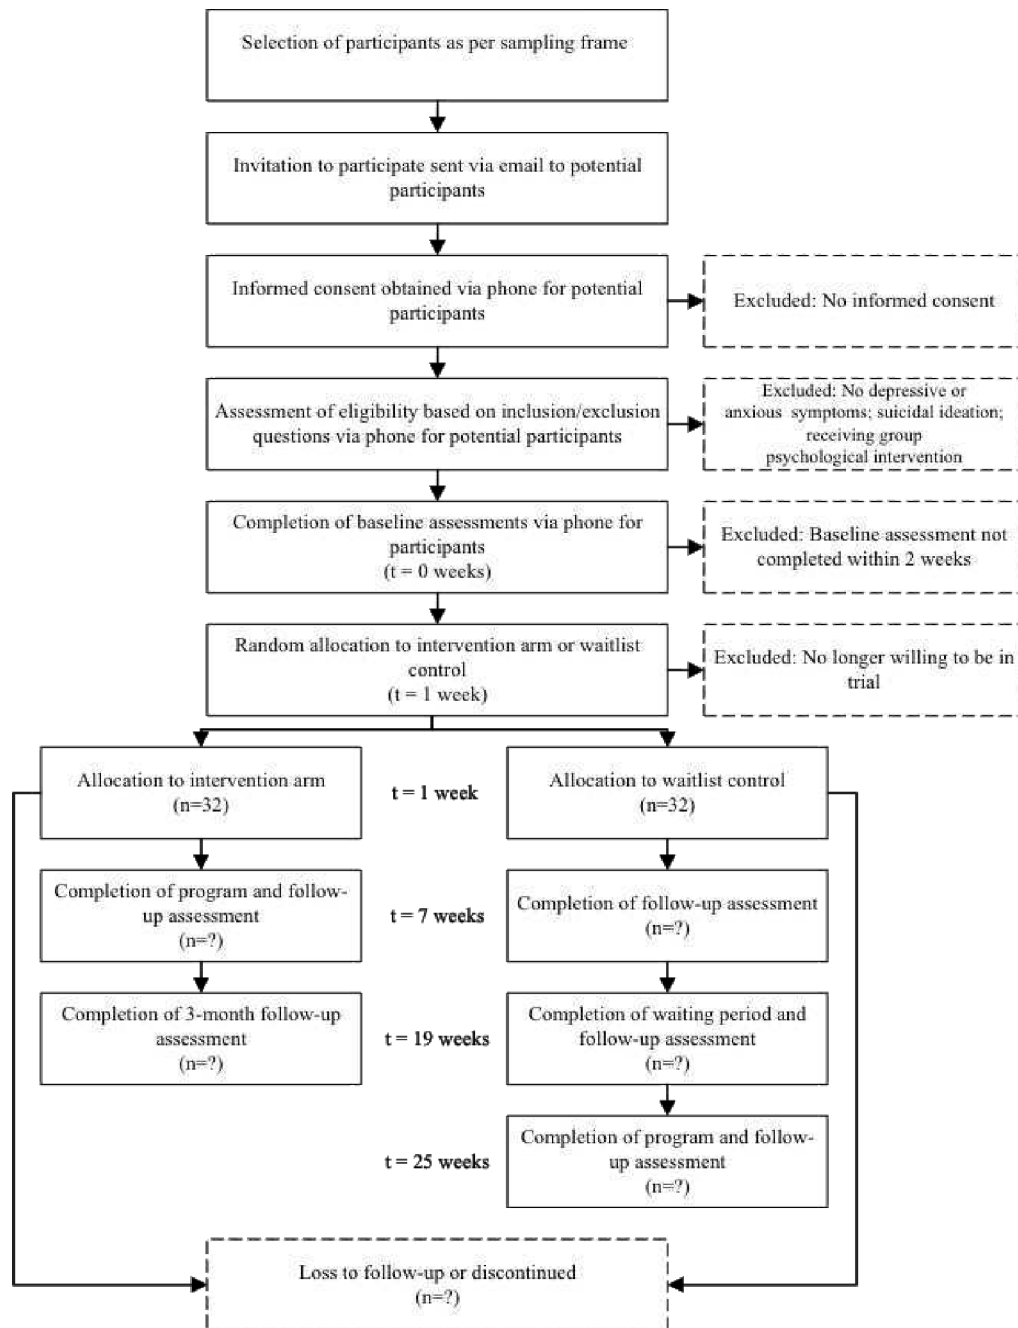 Selection of participants as per sampling frame
Invitation to participate sent via email to potential
participants
Informed consent obtained via phone for potential
participants
Excluded: No informed consent
Assessment of eligibility based on inclusion/exclusion
questions via phone for potential participants
Excluded: No depressive or
anxious symptoms; suicidal ideation;
receiving group
psychological intervention
Completion of baseline assessments via phone for
participants
(t = 0 weeks)
Excluded: Baseline assessment not
completed within 2 weeks
Random allocation to intervention arm or waitlist
control
(t = 1 week)
Excluded: No longer willing to be in
trial
Allocation to intervention arm
(n=32)
t = 1 week
Allocation to waitlist control
(n=32)
Completion of program and follow-
up assessment
(n=?)
t = 7 weeks
Completion of follow-up assessment
(n=?)
Completion of 3-month follow-up
assessment
(n=?)
t = 19 weeks
Completion of waiting period and
follow-up assessment
(n=?)
t = 25 weeks
Completion of program and follow-
up assessment
(n=?)
Loss to follow-up or discontinued
(n=?)